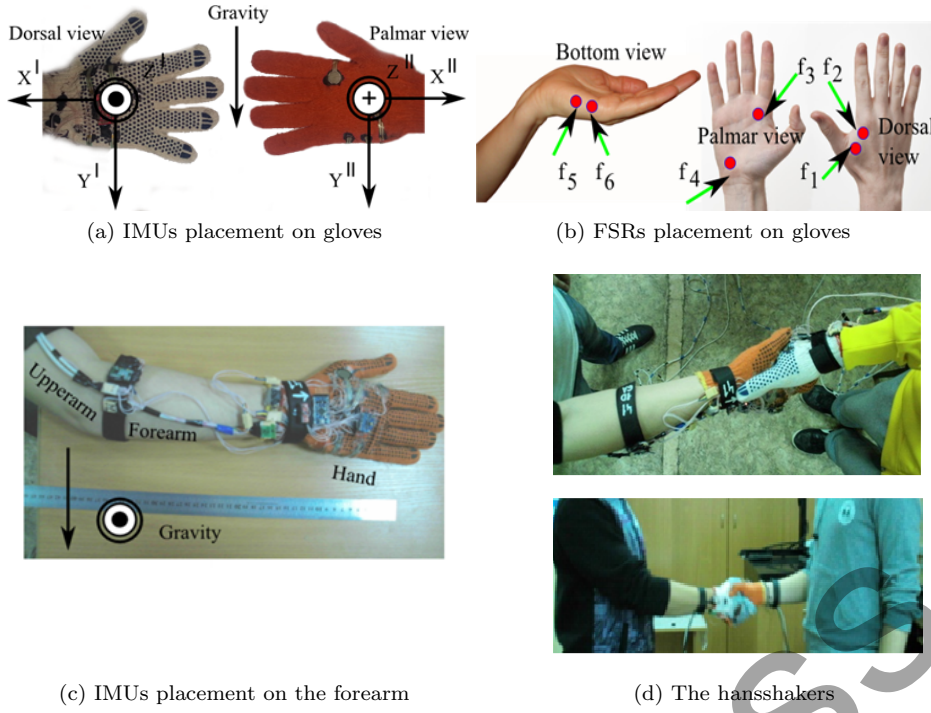 Gravity
Dorsal view
Palmar view
X^I
Z^I
Y^I
Z^II
X^II
Y^II
(a) IMUs placement on gloves
Bottom view
f5
f6
Palmar view
f3
f4
f2
f1
Dorsal
view
(b) FSRs placement on gloves
Upperarm
Forearm
Hand
Gravity
(c) IMUs placement on the forearm
(d) The hansshakers
SS